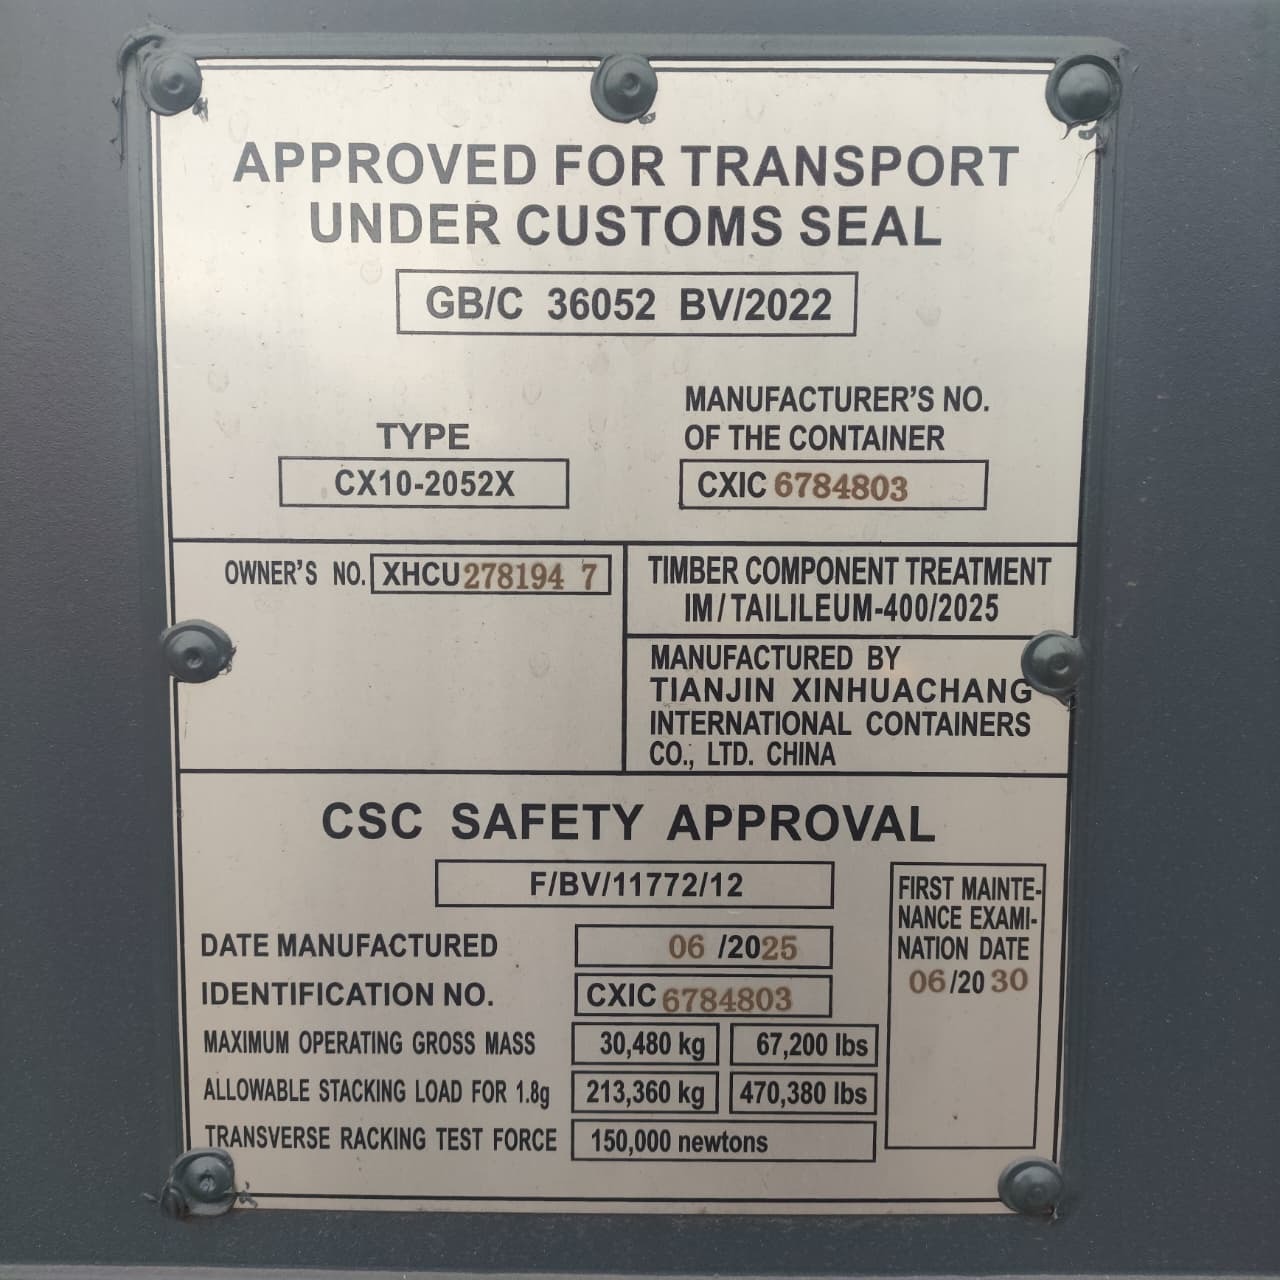 APPROVED FOR TRANSPORT
UNDER CUSTOMS SEAL
GB/C 36052 BV/2022
TYPE
CX10-2052X
MANUFACTURER'S NO.
OF THE CONTAINER
CXIC 6784803
OWNER'S NO. XHCU 278194 7
TIMBER COMPONENT TREATMENT
IM/TAILILEUM-400/2025
MANUFACTURED BY
TIANJIN XINHUACHANG
INTERNATIONAL CONTAINERS
CO., LTD. CHINA
CSC SAFETY APPROVAL
F/BV/11772/12
DATE MANUFACTURED 06 /2025
IDENTIFICATION NO. CXIC 6784803
MAXIMUM OPERATING GROSS MASS 30,480 kg 67,200 lbs
ALLOWABLE STACKING LOAD FOR 1.8g 213,360 kg 470,380 lbs
TRANSVERSE RACKING TEST FORCE 150,000 newtons
FIRST MAINTE-
NANCE EXAMI-
NATION DATE
06/20 30